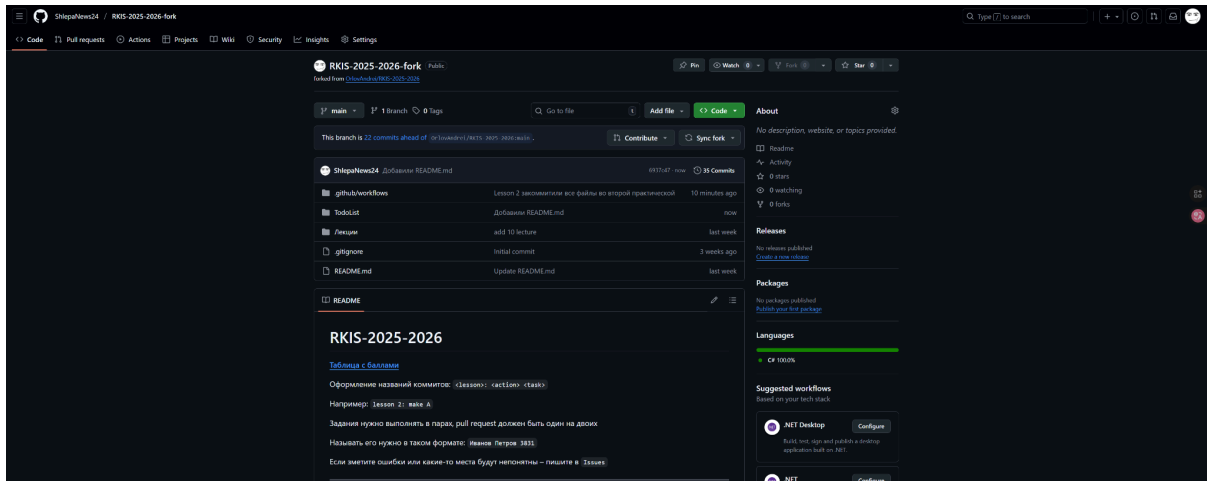 ShlepaNews24 / RKIS-2025-2026-fork
Type / to search
Code Pull requests Actions Projects Wiki Security Insights Settings
RKIS-2025-2026-fork Public
forked from OrlovAndrei/RKIS-2025-2026
Pin Watch 0 Fork 0 Star 0
main 1 Branch 0 Tags Go to file t Add file Code
This branch is 22 commits ahead of OrlovAndrei/RKIS-2025-2026:main .
Contribute Sync fork
ShlepaNews24 Добавили README.md
· now 35 Commits
.github/workflows Lesson 2 закоммитили все файлы во второй практической 10 minutes ago
TodoList Добавили README.md now
Лекции add 10 lecture last week
.gitignore Initial commit 3 weeks ago
README.md Update README.md last week
README
RKIS-2025-2026
Таблица с баллами
Оформление названий коммитов: <lesson>: <action> <task>
Например: lesson 2: make A
Задания нужно выполнять в парах, pull request должен быть один на двоих
Называть его нужно в таком формате: Иванов Петров 3831
Если зметите ошибки или какие-то места будут непонятны – пишите в Issues
About
No description, website, or topics provided.
Readme
Activity
0 stars
0 watching
0 forks
Releases
No releases published
Create a new release
Packages
No packages published
Publish your first package
Languages
C# 100.0%
Suggested workflows
Based on your tech stack
.NET Desktop Configure
Build, test, sign and publish a desktop
application built on .NET.
.NET Configure